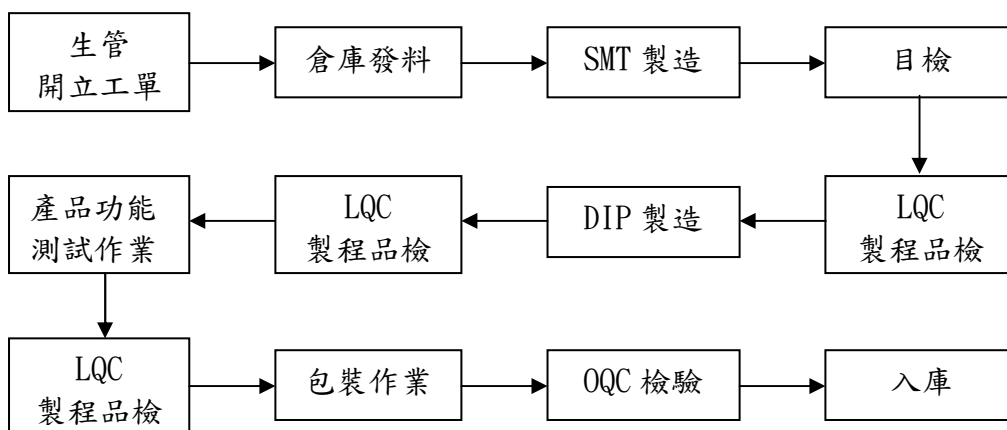 生管
開立工單
倉庫發料
SMT 製造
目檢
LQC
製程品檢
DIP 製造
LQC
製程品檢
產品功能
測試作業
LQC
製程品檢
包裝作業
OQC 檢驗
入庫